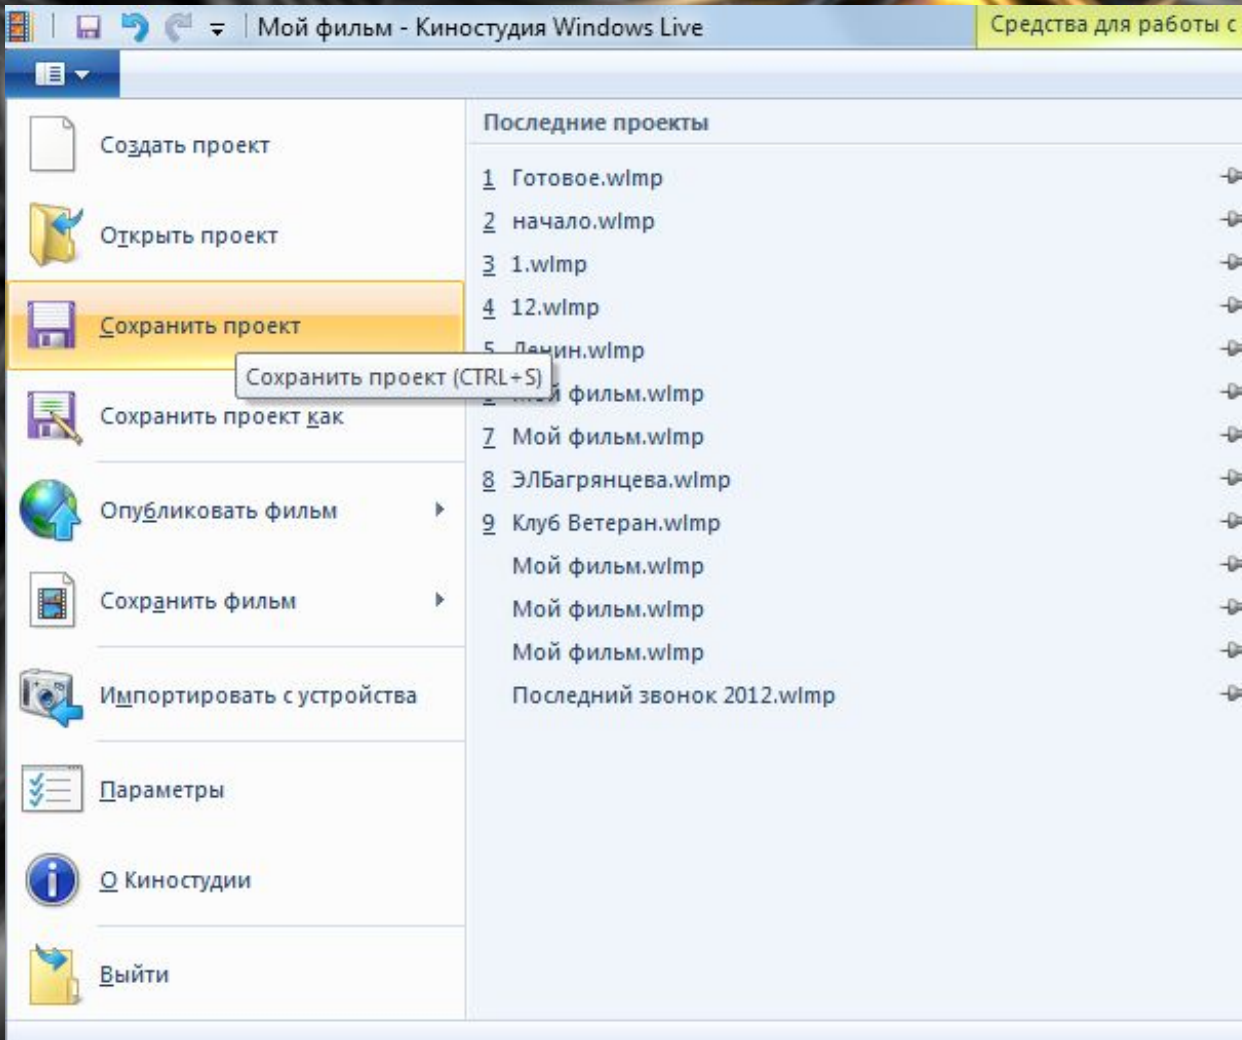 Мой фильм - Киностудия Windows Live
Средства для работы с
Создать проект
Открыть проект
Сохранить проект
Сохранить проект (CTRL+S)
Сохранить проект как
Опубликовать фильм
Сохранить фильм
Импортировать с устройства
Параметры
О Киностудии
Выйти
Последние проекты
1 Готовое.wlmp
2 начало.wlmp
3 1.wlmp
4 12.wlmp
5 Ленин.wlmp
фильм.wlmp
7 Мой фильм.wlmp
8 ЭЛБагрянцева.wlmp
9 Клуб Ветеран.wlmp
Мой фильм.wlmp
Мой фильм.wlmp
Мой фильм.wlmp
Последний звонок 2012.wlmp